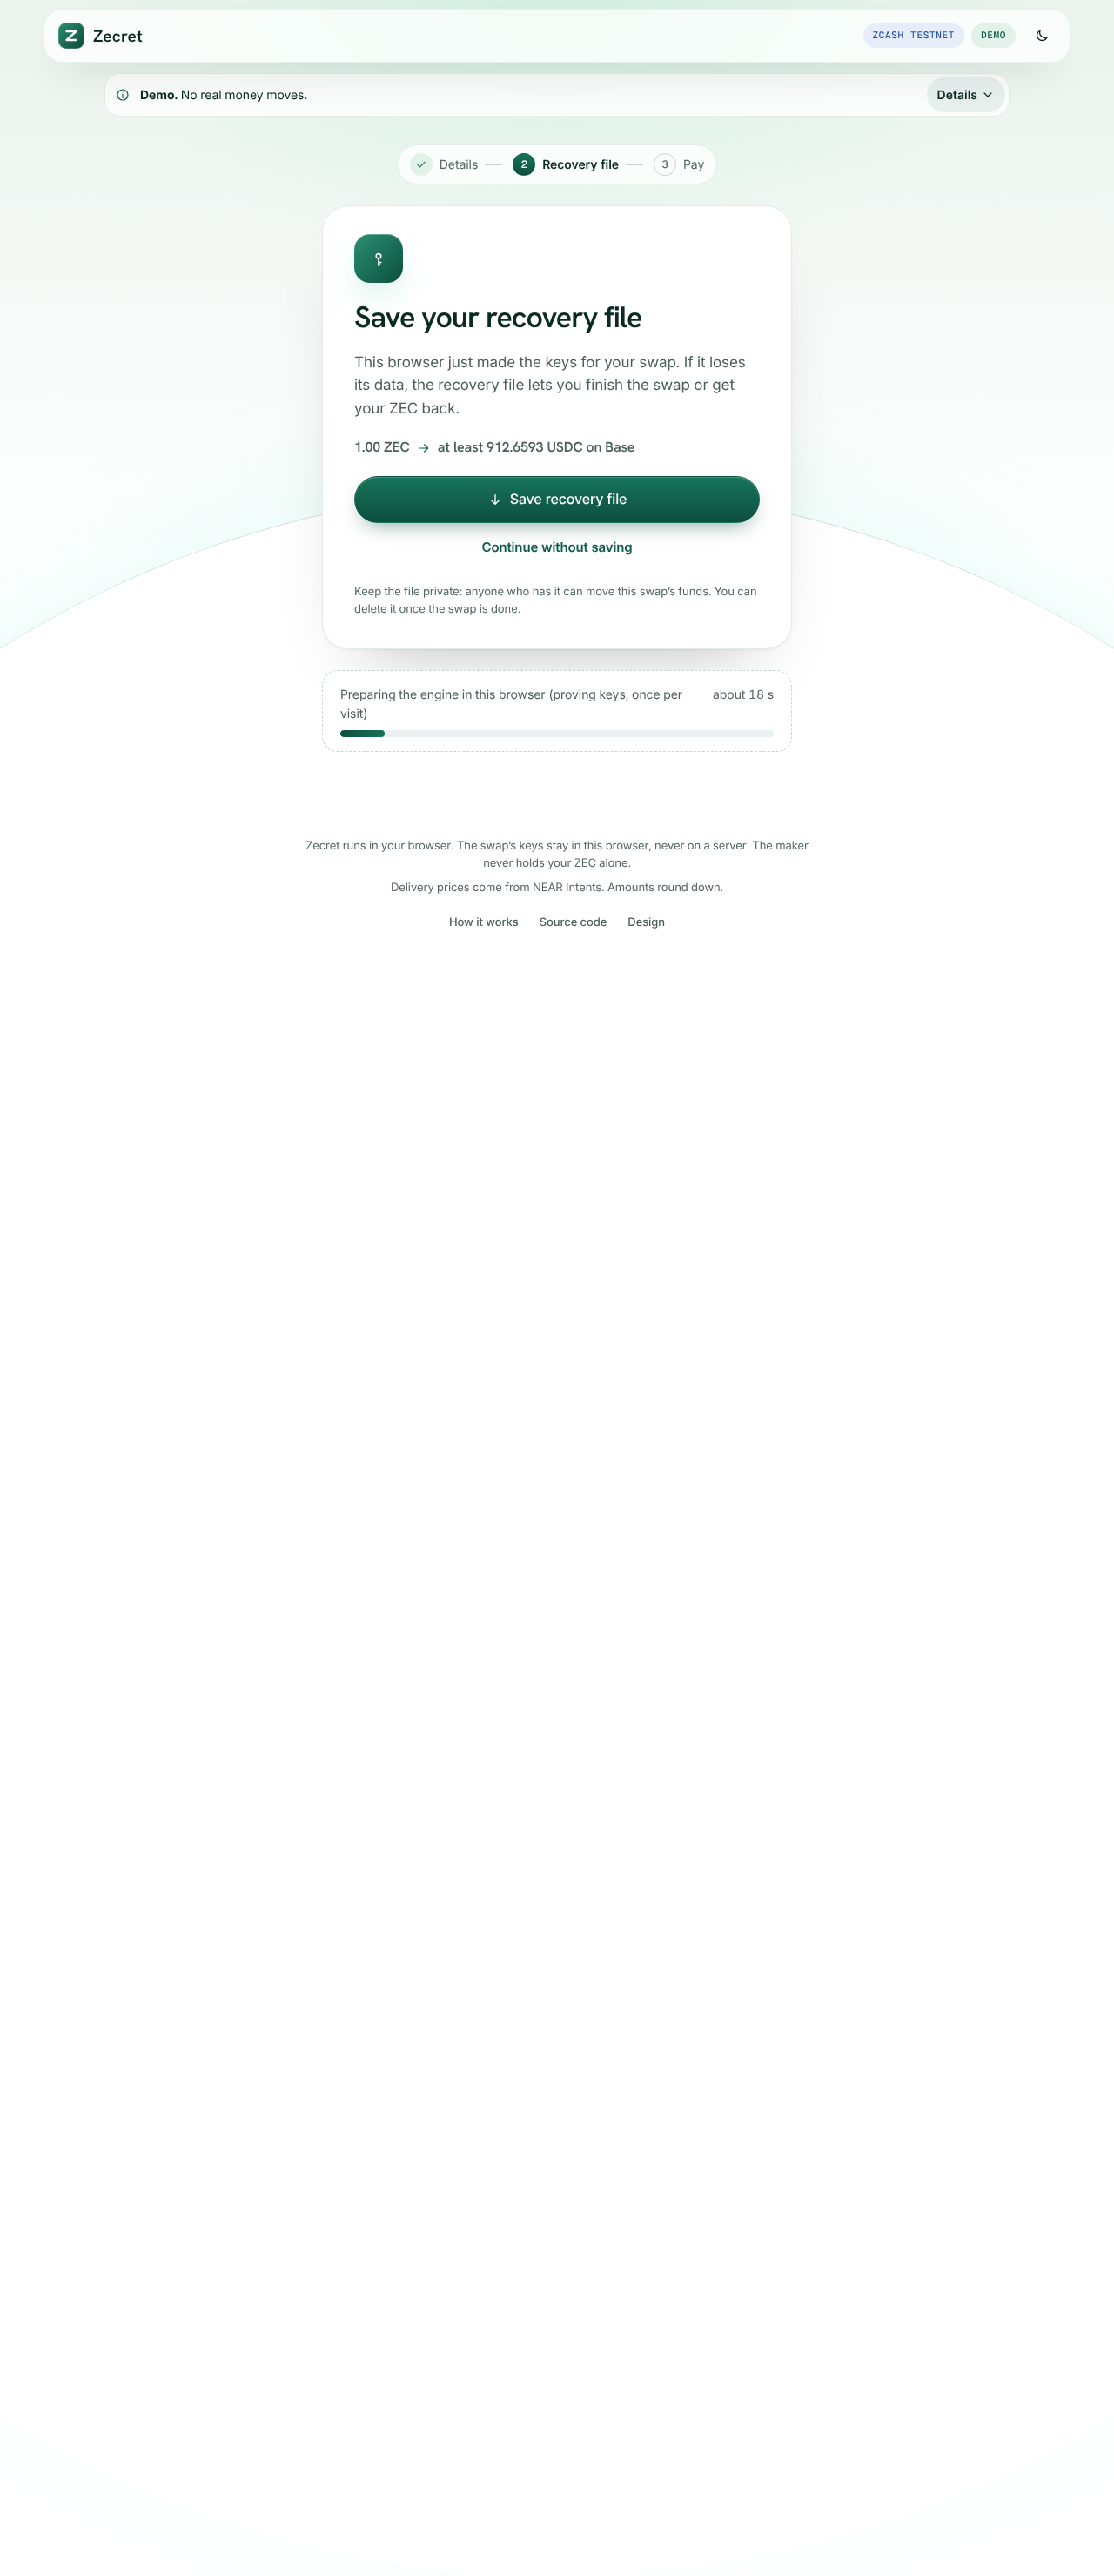 Zecret
ZCASH TESTNET
DEMO
Demo. No real money moves.
Details
Details
2 Recovery file
3 Pay
Save your recovery file
This browser just made the keys for your swap. If it loses
its data, the recovery file lets you finish the swap or get
your ZEC back.
1.00 ZEC → at least 912.6593 USDC on Base
Save recovery file
Continue without saving
Keep the file private: anyone who has it can move this swap’s funds. You can
delete it once the swap is done.
Preparing the engine in this browser (proving keys, once per
visit)
about 18 s
Zecret runs in your browser. The swap’s keys stay in this browser, never on a server. The maker
never holds your ZEC alone.
Delivery prices come from NEAR Intents. Amounts round down.
How it works
Source code
Design